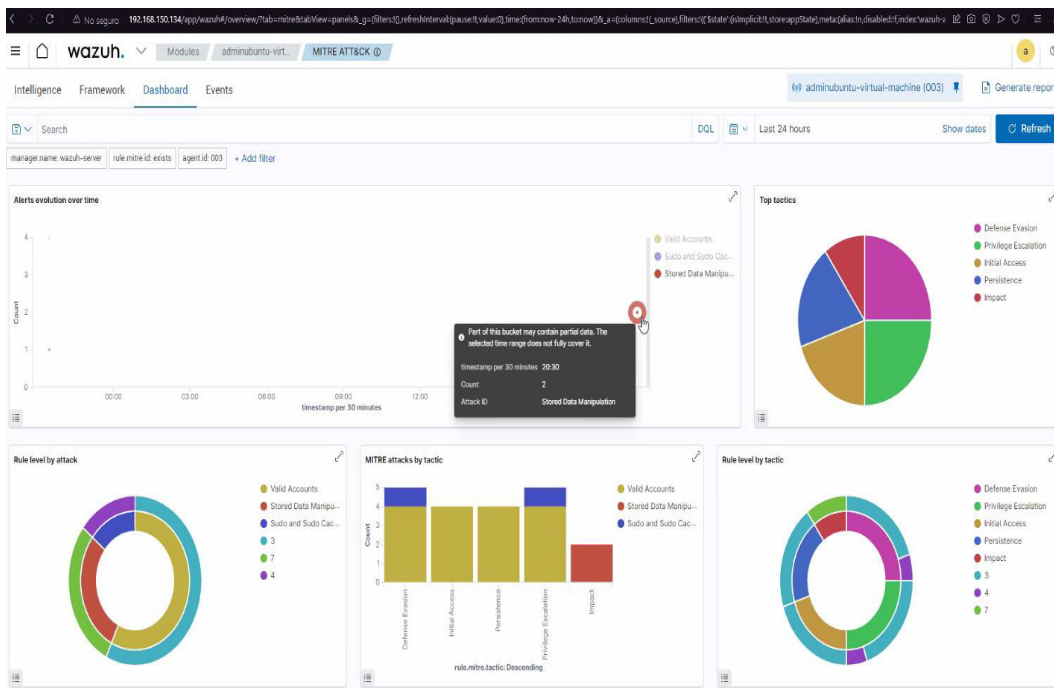 No seguro 192.168.150.134/app/wazuh#/overview/?tab=mitre&tabView=panels&_g=(filters:!(),refreshInterval:(pause:!t,value:0),time:(from:now-24h,to:now))&_a=(columns:!(_source),filters:!(('$state':(isImplicit:!t,store:appState),meta:(alias:!n,disabled:!f,index:'wazuh-a
wazuh. Modules adminubuntu-virt... MITRE ATT&CK a
Intelligence Framework Dashboard Events adminubuntu-virtual-machine (003) Generate repor
Search DQL Last 24 hours Show dates Refresh
manager.name: wazuh-server rule.mitre.id: exists agent.id: 003 + Add filter
Alerts evolution over time
4
3
2
1
0
Count
00:00 03:00 06:00 09:00 12:00
timestamp per 30 minutes
Valid Accounts
Sudo and Sudo Cac...
Stored Data Manipu...
Part of this bucket may contain partial data. The
selected time range does not fully cover it.
timestamp per 30 minutes 20:30
Count 2
Attack ID Stored Data Manipulation
Top tactics
Defense Evasion
Privilege Escalation
Initial Access
Persistence
Impact
Rule level by attack
Valid Accounts
Stored Data Manipu...
Sudo and Sudo Cac...
3
7
4
MITRE attacks by tactic
5
4
3
2
1
0
Count
Defense Evasion
Initial Access
Persistence
Privilege Escalation
Impact
rule.mitre.tactic: Descending
Valid Accounts
Stored Data Manipu...
Sudo and Sudo Cac...
Rule level by tactic
Defense Evasion
Privilege Escalation
Initial Access
Persistence
Impact
3
4
7